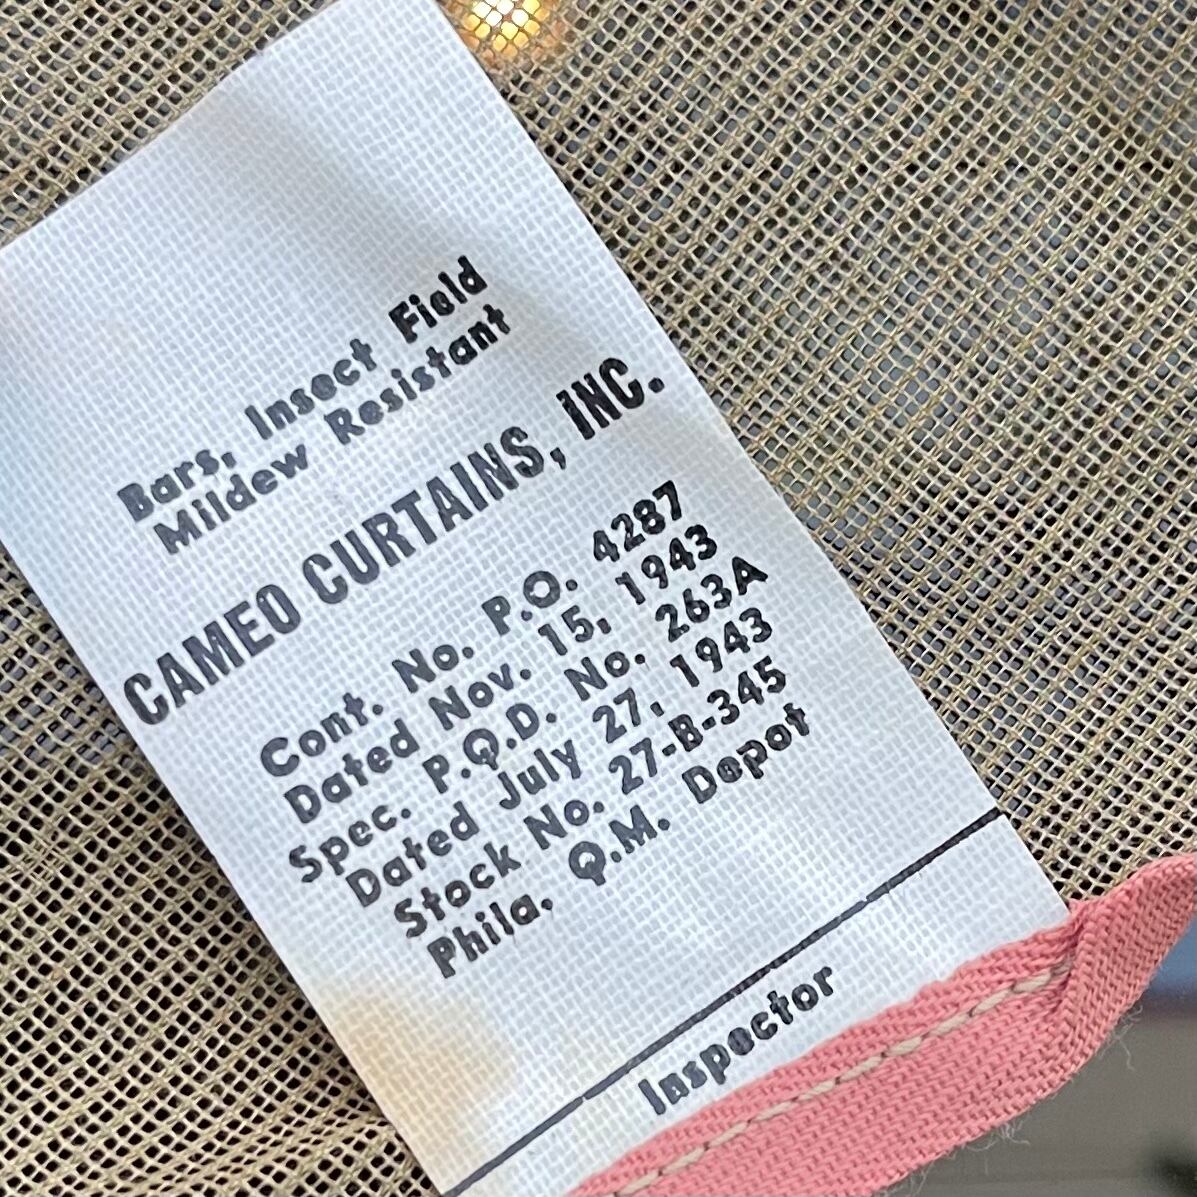 Bars, Insect Field
Mildew Resistant
CAMEO CURTAINS, INC.
Cont. No. P.O. 4287
Dated Nov. 15, 1943
Spec. P.Q.D. No. 263A
Dated July 27, 1943
Stock No. 27-B-345
Phila. Q.M. Depot
Inspector